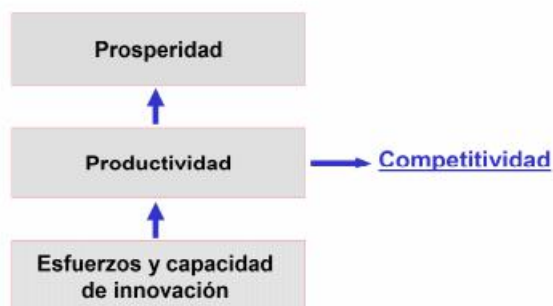 Prosperidad
Productividad
Competitividad
Esfuerzos y capacidad
de innovación